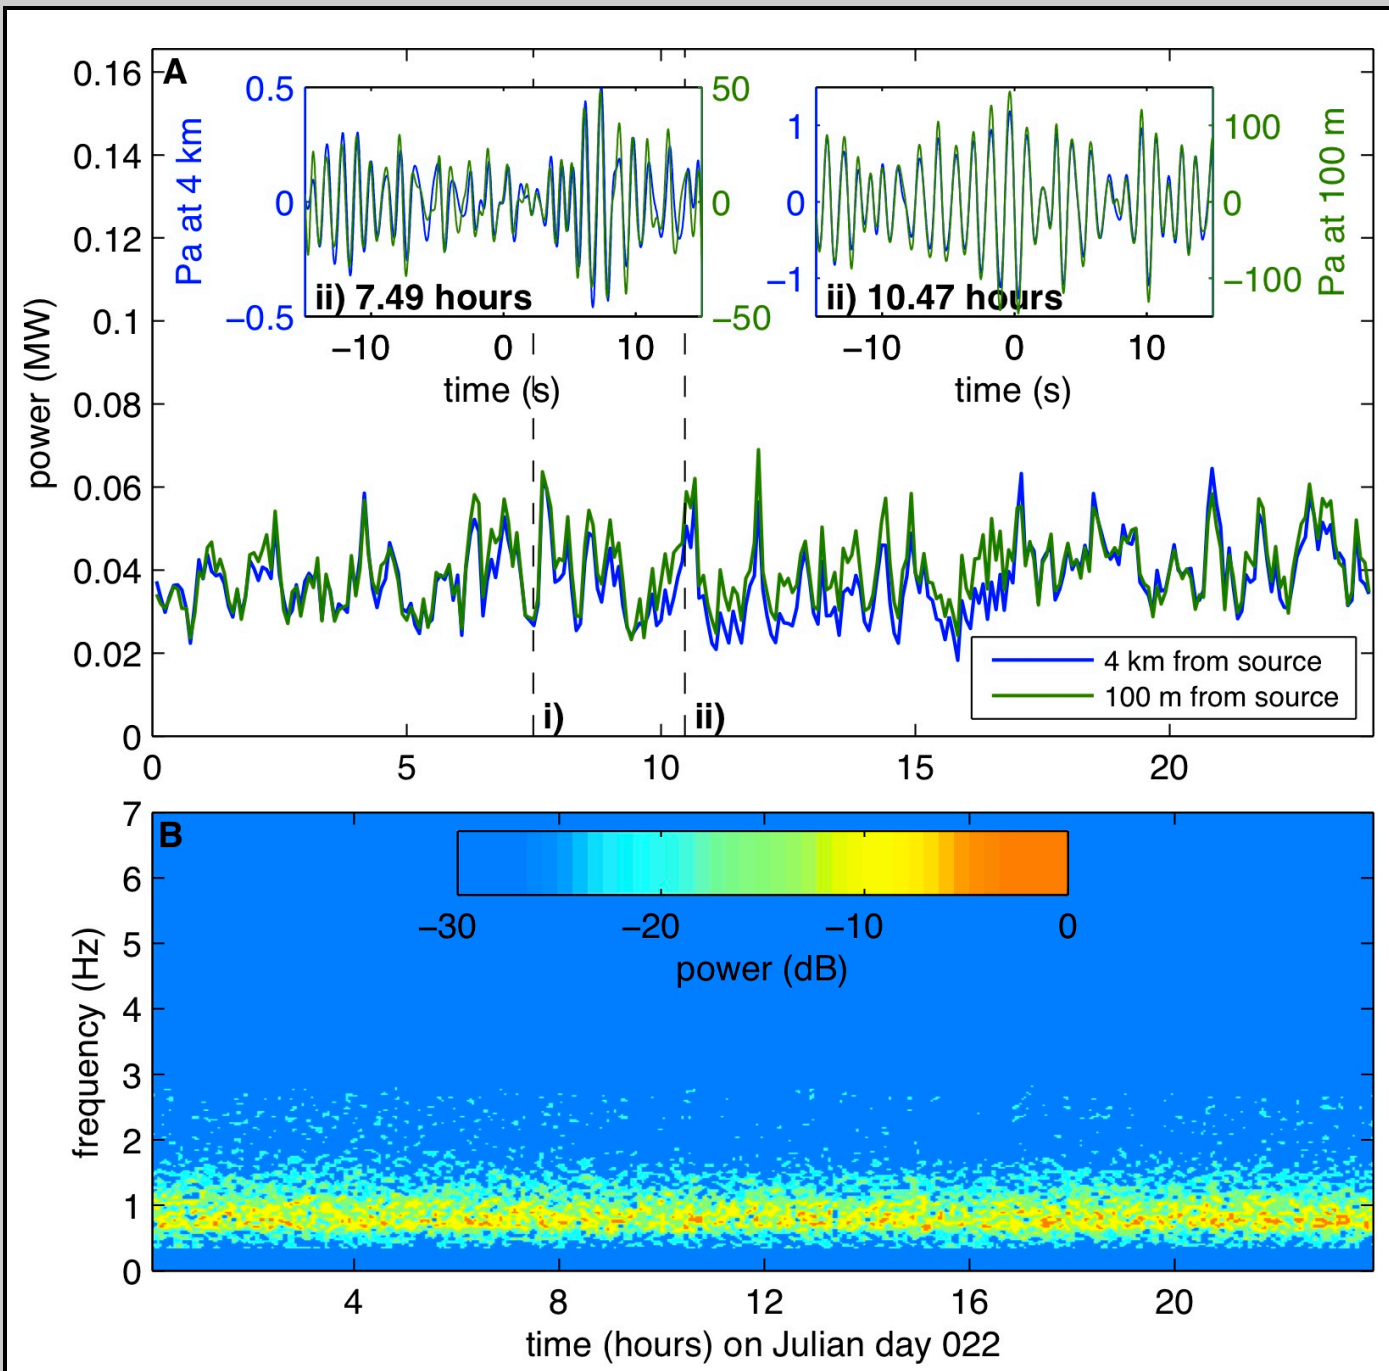 A
0.16
0.14
0.12
0.1
0.08
0.06
0.04
0.02
0
power (MW)
0.5
0
−0.5
Pa at 4 km
50
0
−50
ii) 7.49 hours
−10 0 10
time (s)
1
0
−1
100
0
−100
Pa at 100 m
ii) 10.47 hours
−10 0 10
time (s)
i)
ii)
4 km from source
100 m from source
0 5 10 15 20
B
7
6
5
4
3
2
1
0
frequency (Hz)
−30 −20 −10 0
power (dB)
4 8 12 16 20
time (hours) on Julian day 022